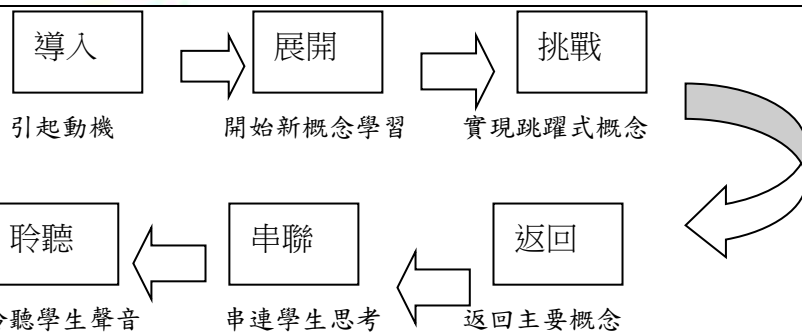 導入 展開 挑戰
引起動機 開始新概念學習 實現跳躍式概念
聆聽 串聯 返回
聽學生聲音 串連學生思考 返回主要概念